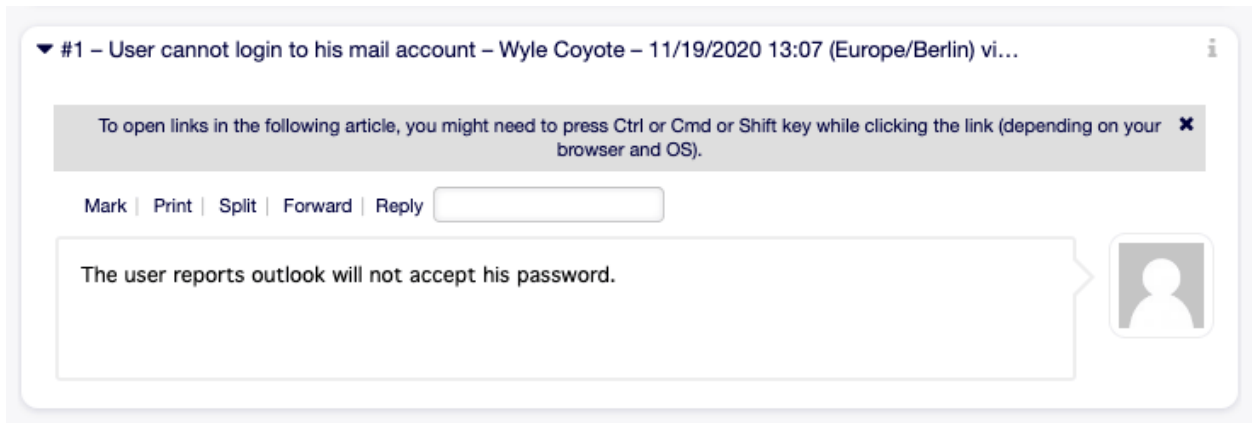 #1 – User cannot login to his mail account – Wyle Coyote – 11/19/2020 13:07 (Europe/Berlin) vi…
To open links in the following article, you might need to press Ctrl or Cmd or Shift key while clicking the link (depending on your
browser and OS).
Mark | Print | Split | Forward | Reply
The user reports outlook will not accept his password.